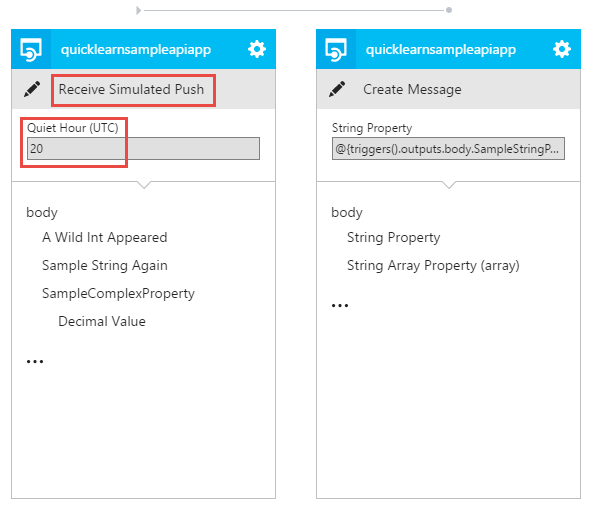 quicklearnsampleapiapp
Receive Simulated Push
Quiet Hour (UTC)
20
body
A Wild Int Appeared
Sample String Again
SampleComplexProperty
Decimal Value
...
quicklearnsampleapiapp
Create Message
String Property
@{triggers().outputs.body.SampleStringP...
body
String Property
String Array Property (array)
...